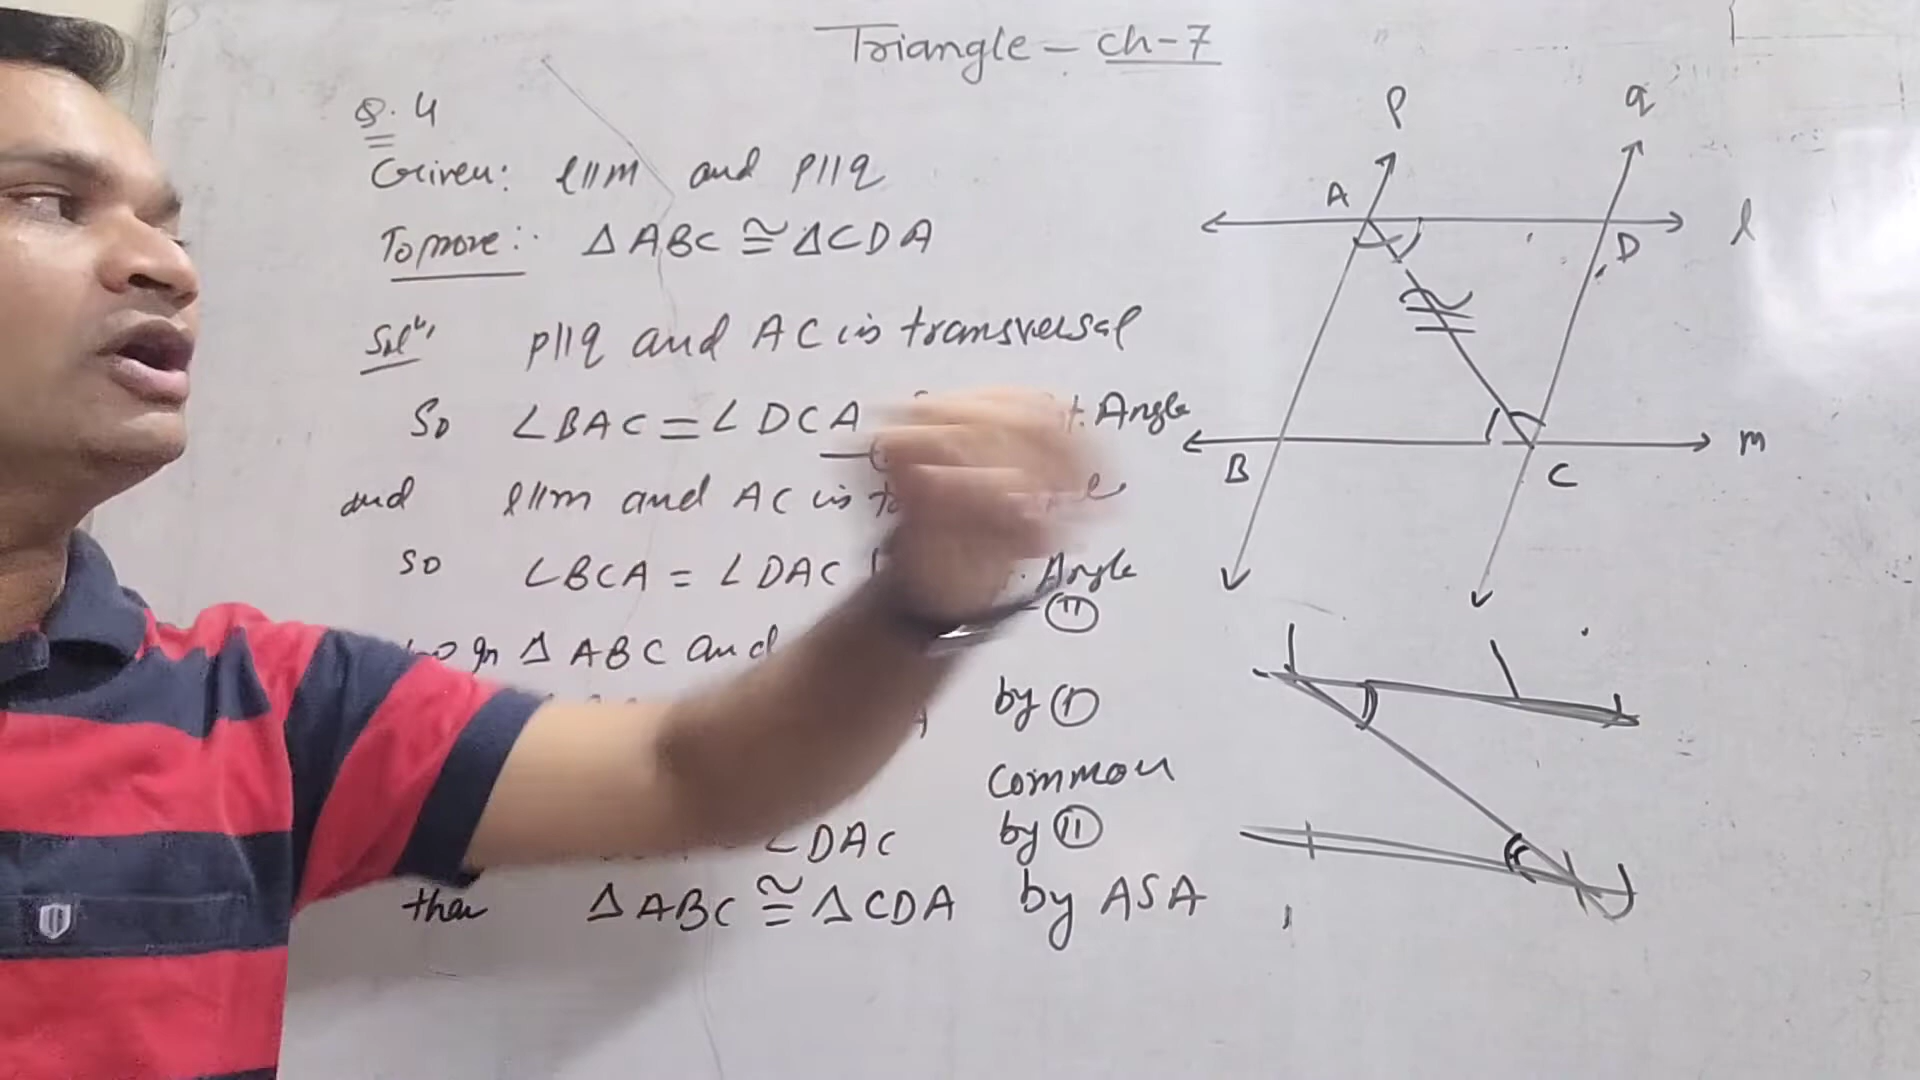 Triangle - ch-7
Q. 4
Given: l||m and p||q
To prove:- ΔABC ≅ ΔCDA
Solⁿ, p||q and AC is transversal
So ∠BAC = ∠DCA Angle
and l||m and AC is
so ∠BCA = ∠DAC Angle
(II)
In Δ ABC and
by (I)
common
∠DAC by (II)
then ΔABC ≅ ΔCDA by ASA
p
q
A
D
l
B
C
m